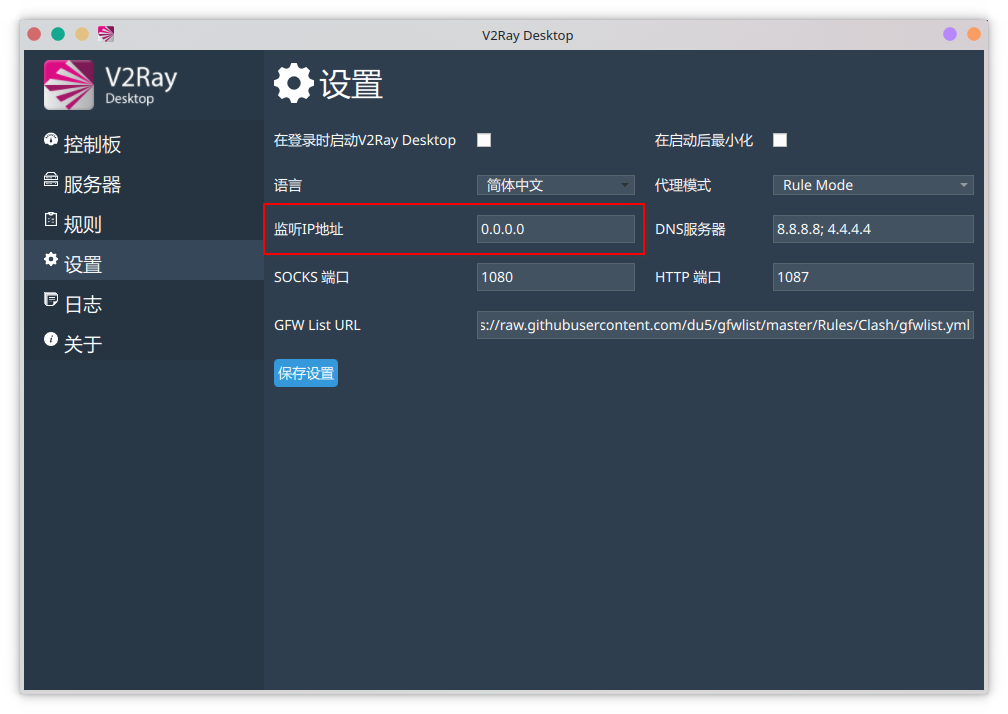 V2Ray Desktop
V2Ray
Desktop
控制板
服务器
规则
设置
日志
关于
设置
在登录时启动V2Ray Desktop
在启动后最小化
语言
简体中文
代理模式
Rule Mode
监听IP地址
0.0.0.0
DNS服务器
8.8.8.8; 4.4.4.4
SOCKS 端口
1080
HTTP 端口
1087
GFW List URL
s://raw.githubusercontent.com/du5/gfwlist/master/Rules/Clash/gfwlist.yml
保存设置